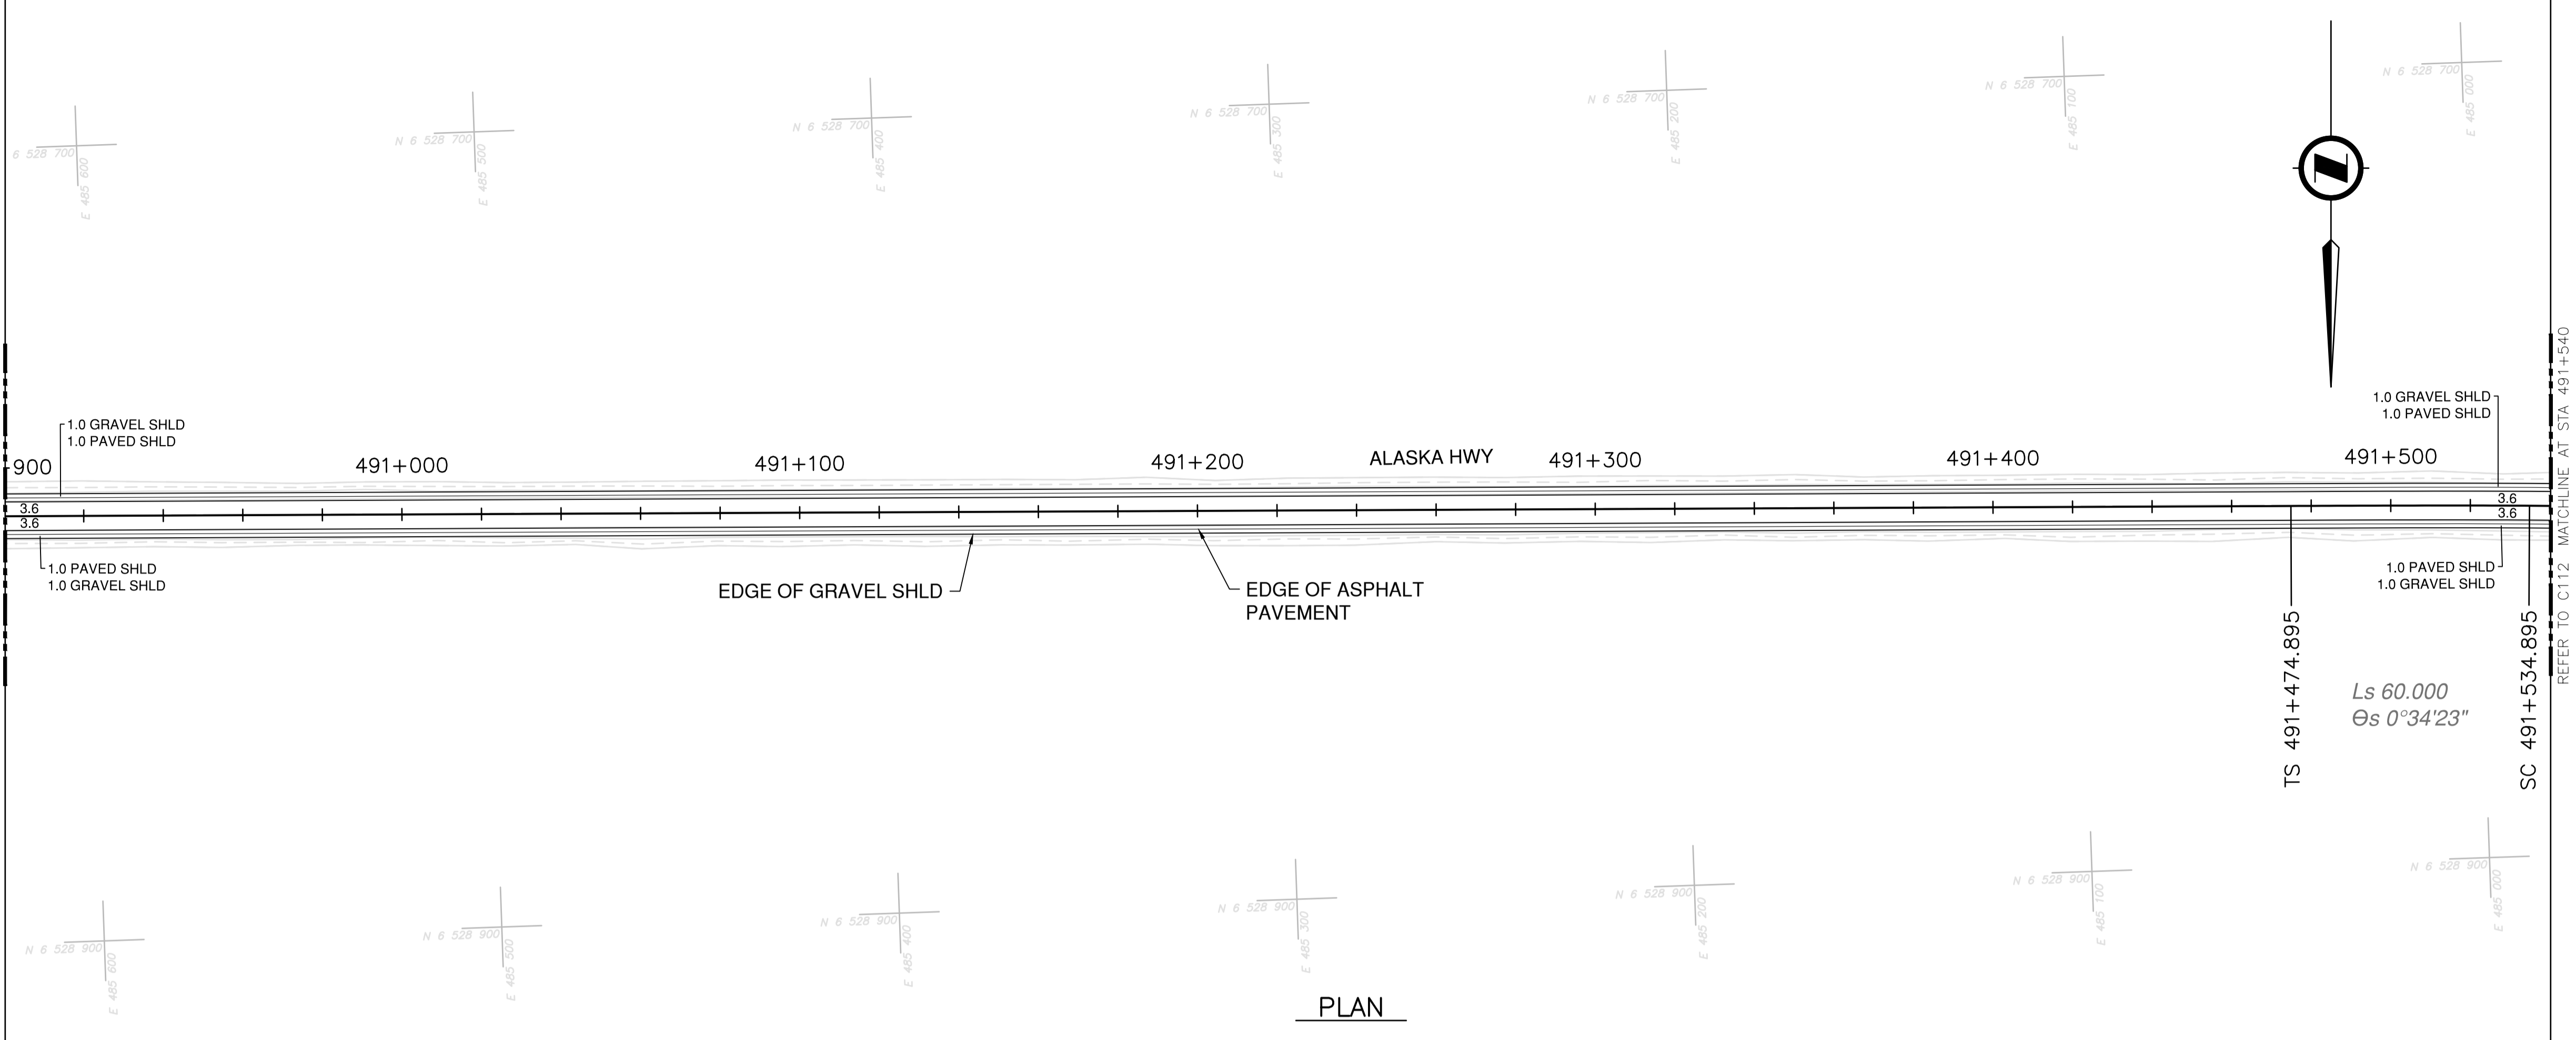 6 528 700
E 485 600
N 6 528 700
E 485 500
N 6 528 700
E 485 400
N 6 528 700
E 485 300
N 6 528 700
E 485 200
N 6 528 700
E 485 100
N 6 528 700
E 485 000
1.0 GRAVEL SHLD
1.0 PAVED SHLD
1.0 GRAVEL SHLD
1.0 PAVED SHLD
900
491+000
491+100
491+200
ALASKA HWY
491+300
491+400
491+500
3.6
3.6
3.6
3.6
1.0 PAVED SHLD
1.0 GRAVEL SHLD
EDGE OF GRAVEL SHLD
EDGE OF ASPHALT
PAVEMENT
1.0 PAVED SHLD
1.0 GRAVEL SHLD
TS 491+474.895
Ls 60.000
Θs 0°34'23"
SC 491+534.895
REFER TO C112 MATCHLINE AT STA 491+540
N 6 528 900
E 485 600
N 6 528 900
E 485 500
N 6 528 900
E 485 400
N 6 528 900
E 485 300
N 6 528 900
E 485 200
N 6 528 900
E 485 100
N 6 528 900
E 485 000
PLAN